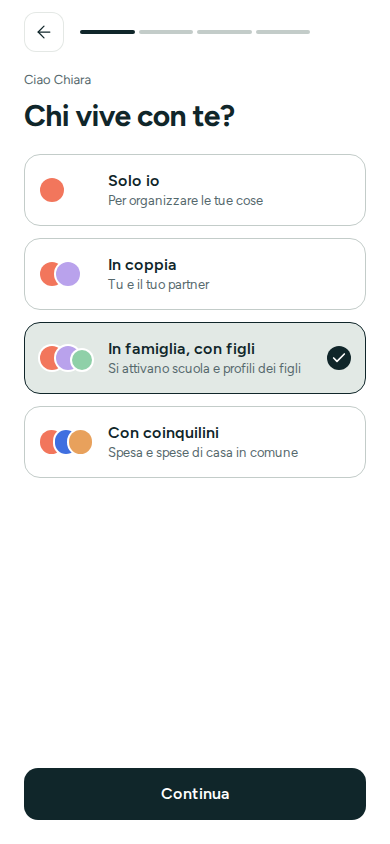 Ciao Chiara
Chi vive con te?
Solo io
Per organizzare le tue cose
In coppia
Tu e il tuo partner
In famiglia, con figli
Si attivano scuola e profili dei figli
Con coinquilini
Spesa e spese di casa in comune
Continua